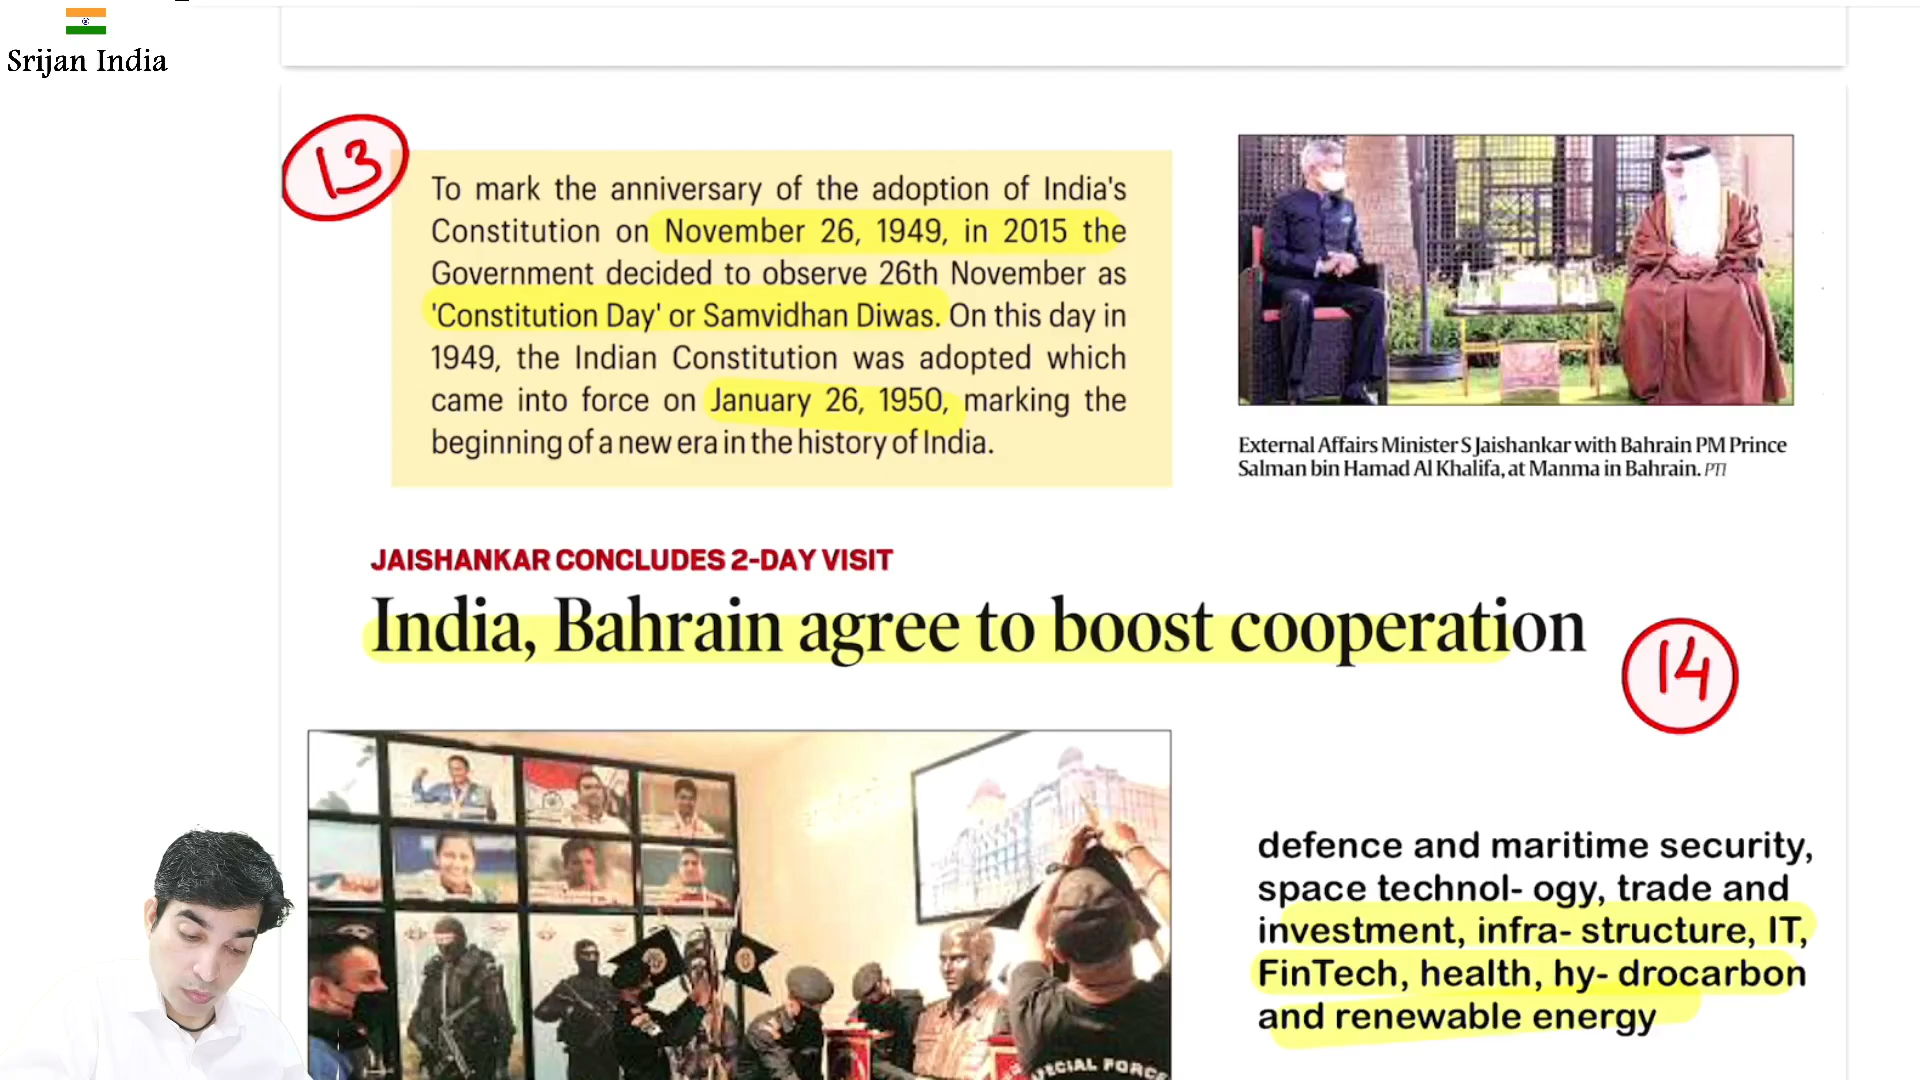 Srijan India
13
To mark the anniversary of the adoption of India's
Constitution on November 26, 1949, in 2015 the
Government decided to observe 26th November as
'Constitution Day' or Samvidhan Diwas. On this day in
1949, the Indian Constitution was adopted which
came into force on January 26, 1950, marking the
beginning of a new era in the history of India.
External Affairs Minister S Jaishankar with Bahrain PM Prince
Salman bin Hamad Al Khalifa, at Manma in Bahrain. PTI
JAISHANKAR CONCLUDES 2-DAY VISIT
India, Bahrain agree to boost cooperation
14
defence and maritime security,
space technol- ogy, trade and
investment, infra- structure, IT,
FinTech, health, hy- drocarbon
and renewable energy